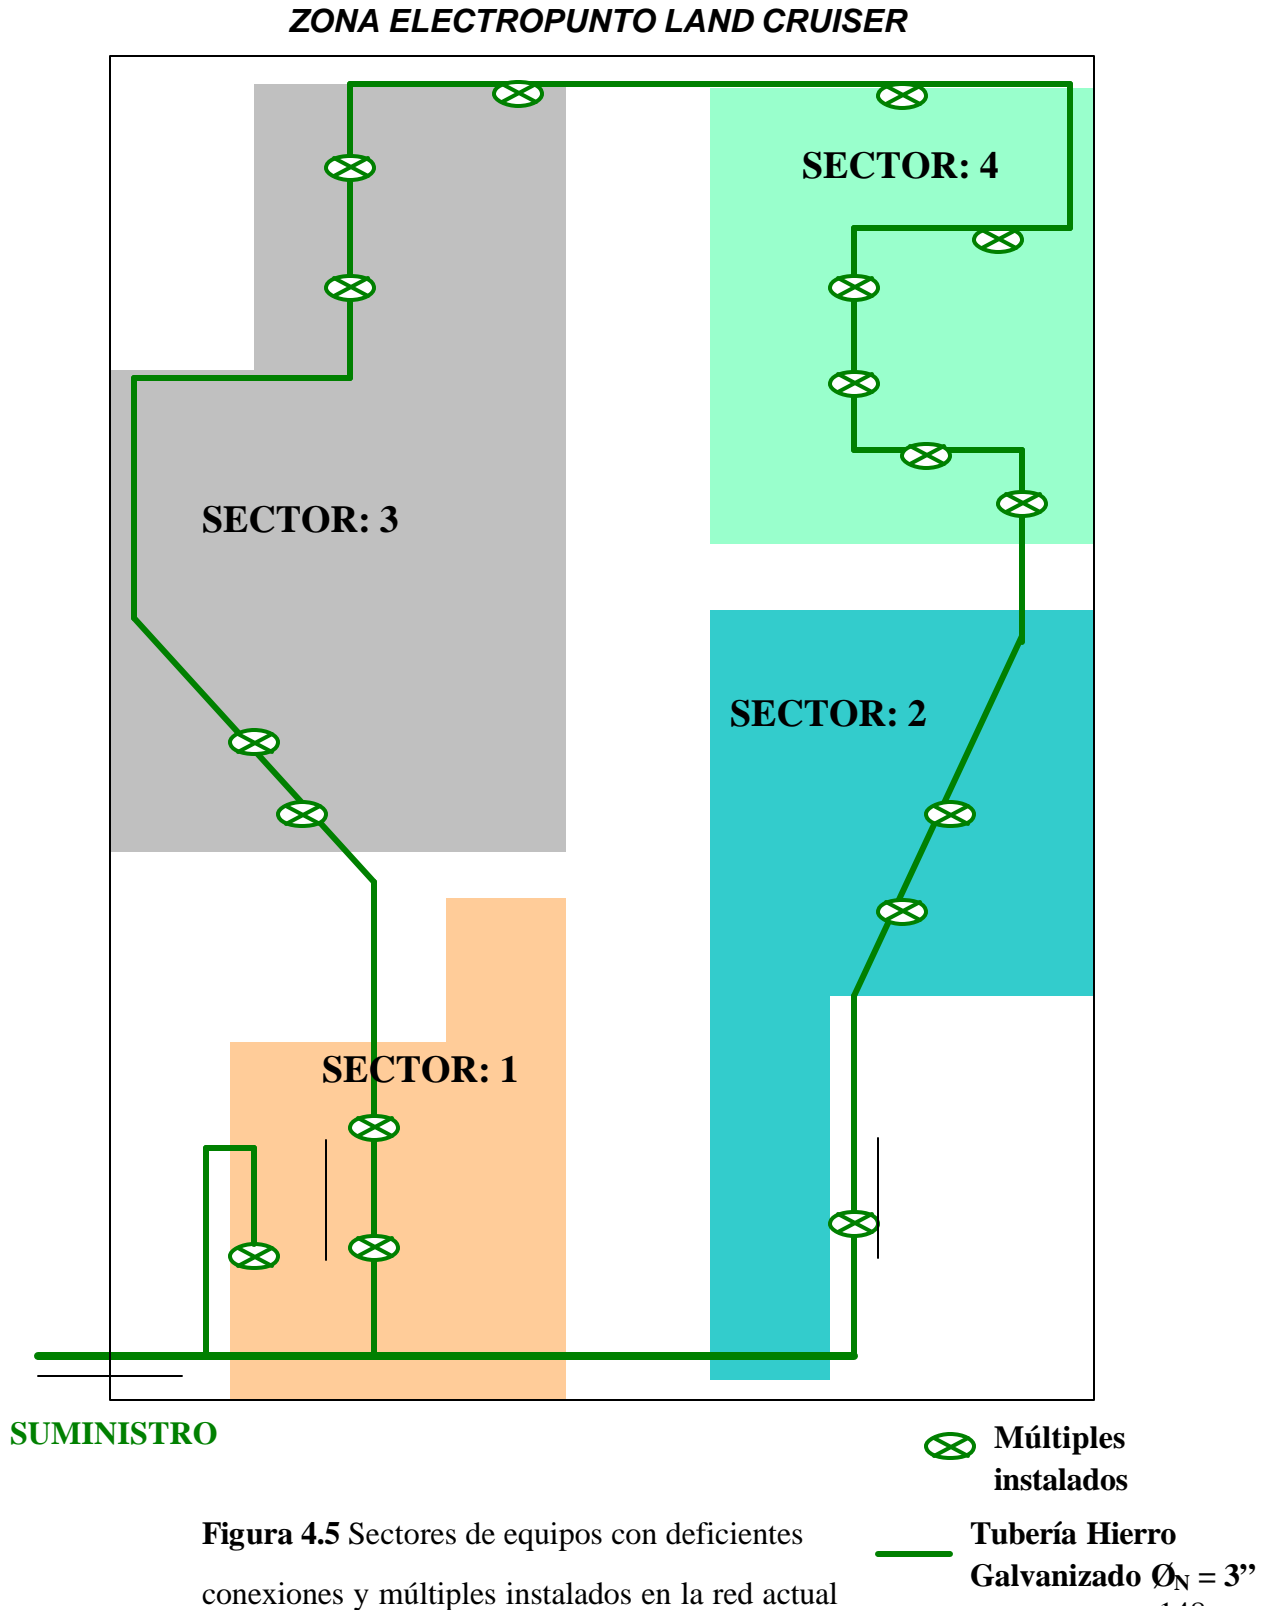 ZONA ELECTROPUNTO LAND CRUISER
SECTOR: 4
SECTOR: 3
SECTOR: 2
SECTOR: 1
SUMINISTRO
Múltiples
instalados
Figura 4.5 Sectores de equipos con deficientes
conexiones y múltiples instalados en la red actual
Tubería Hierro
Galvanizado ØN = 3”